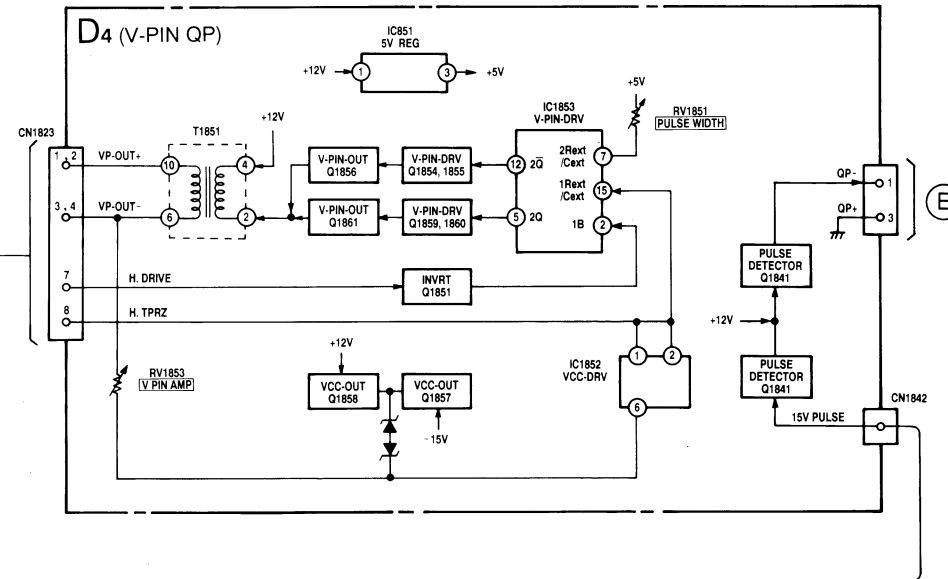 D4 (V-PIN QP)
IC851
5V REG
+12V
1
3
+5V
CN1823
T1851
+12V
IC1853
V-PIN-DRV
+5V
RV1851
PULSE WIDTH
1, 2
VP-OUT+
10
4
V-PIN-OUT
Q1856
V-PIN-DRV
Q1854, 1855
12
2Q̅
2Rext
/Cext
7
3, 4
VP-OUT-
6
2
V-PIN-OUT
Q1861
V-PIN-DRV
Q1859, 1860
5
2Q
1Rext
/Cext
15
1B
2
QP-
1
QP+
3
PULSE
DETECTOR
Q1841
7
H. DRIVE
INVRT
Q1851
8
H. TPRZ
+12V
+12V
IC1852
VCC-DRV
1
2
6
RV1853
V PIN AMP
VCC-OUT
Q1858
VCC-OUT
Q1857
-15V
PULSE
DETECTOR
Q1841
15V PULSE
CN1842